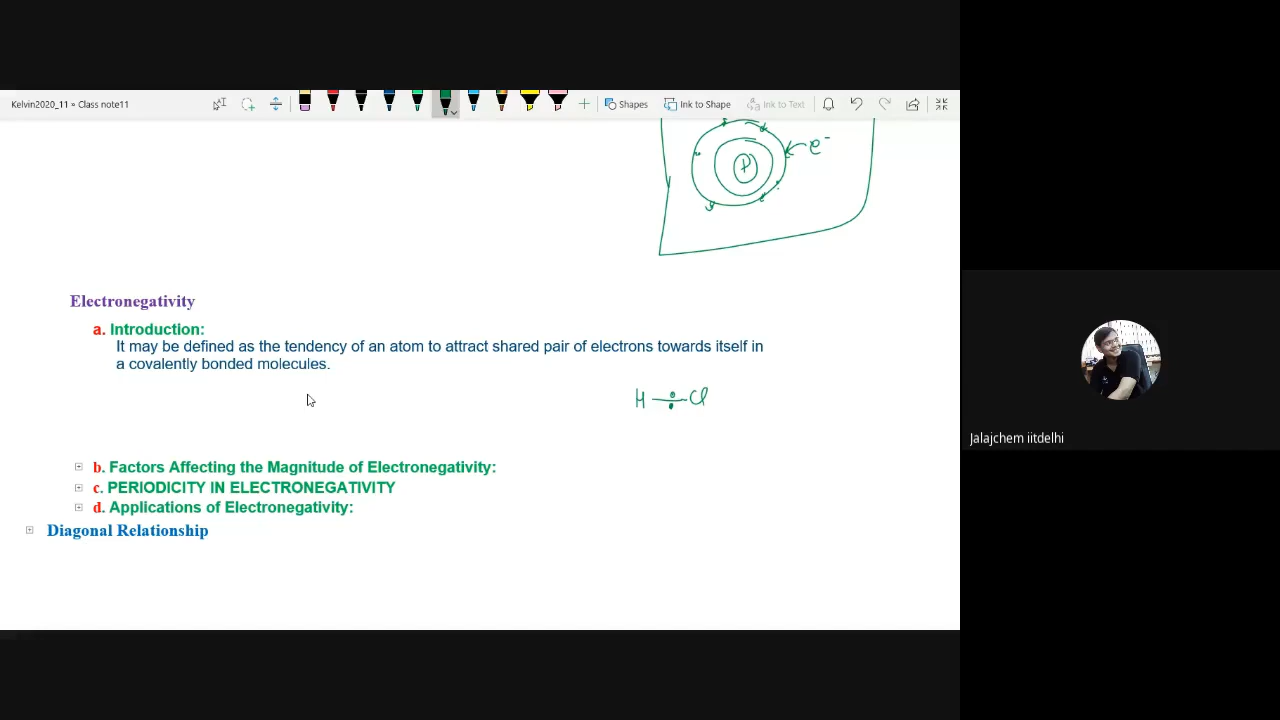 Kelvin2020_11 » Class note11
Shapes
Ink to Shape
Ink to Text
P
e⁻
Electronegativity
a. Introduction:
It may be defined as the tendency of an atom to attract shared pair of electrons towards itself in
a covalently bonded molecules.
H — Cl
b. Factors Affecting the Magnitude of Electronegativity:
c. PERIODICITY IN ELECTRONEGATIVITY
d. Applications of Electronegativity:
Diagonal Relationship
Jalajchem iitdelhi